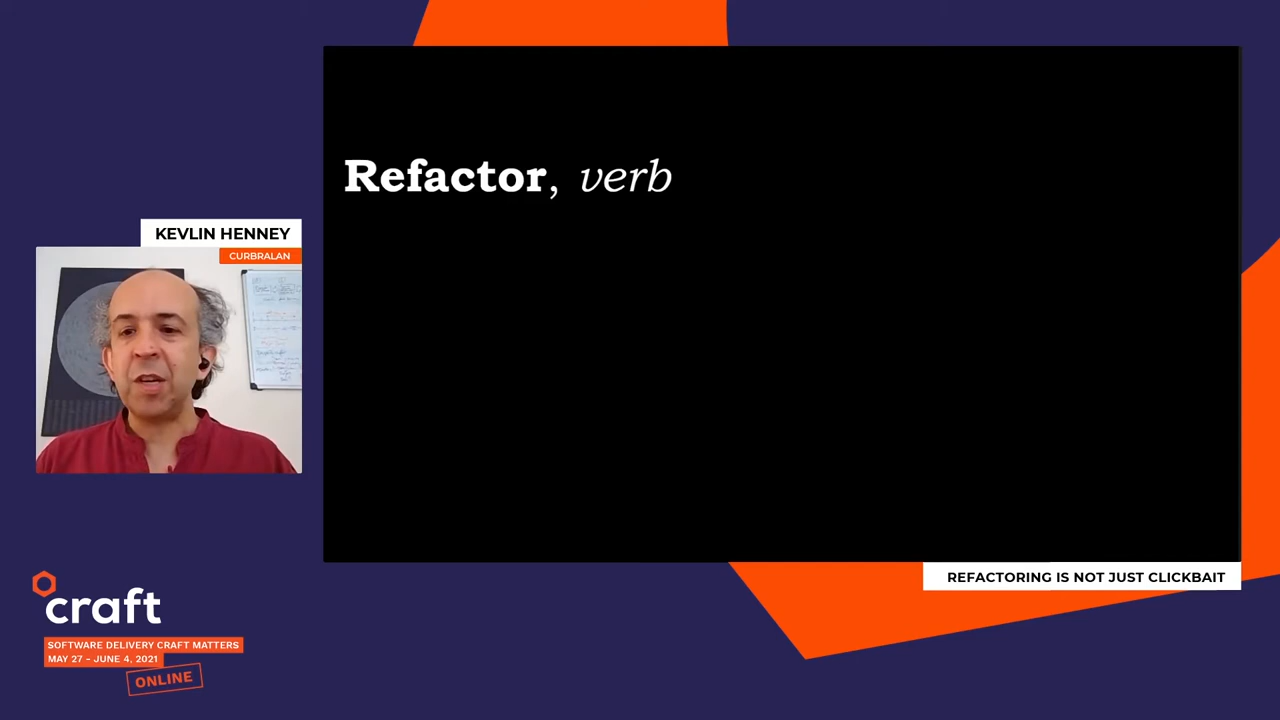 Refactor, verb
KEVLIN HENNEY
CURBRALAN
REFACTORING IS NOT JUST CLICKBAIT
craft
SOFTWARE DELIVERY CRAFT MATTERS
MAY 27 - JUNE 4, 2021
ONLINE